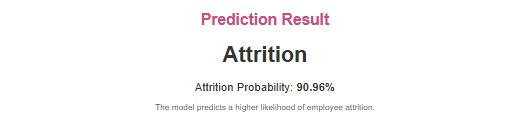 Prediction Result
Attrition
Attrition Probability: 90.96%
The model predicts a higher likelihood of employee attrition.